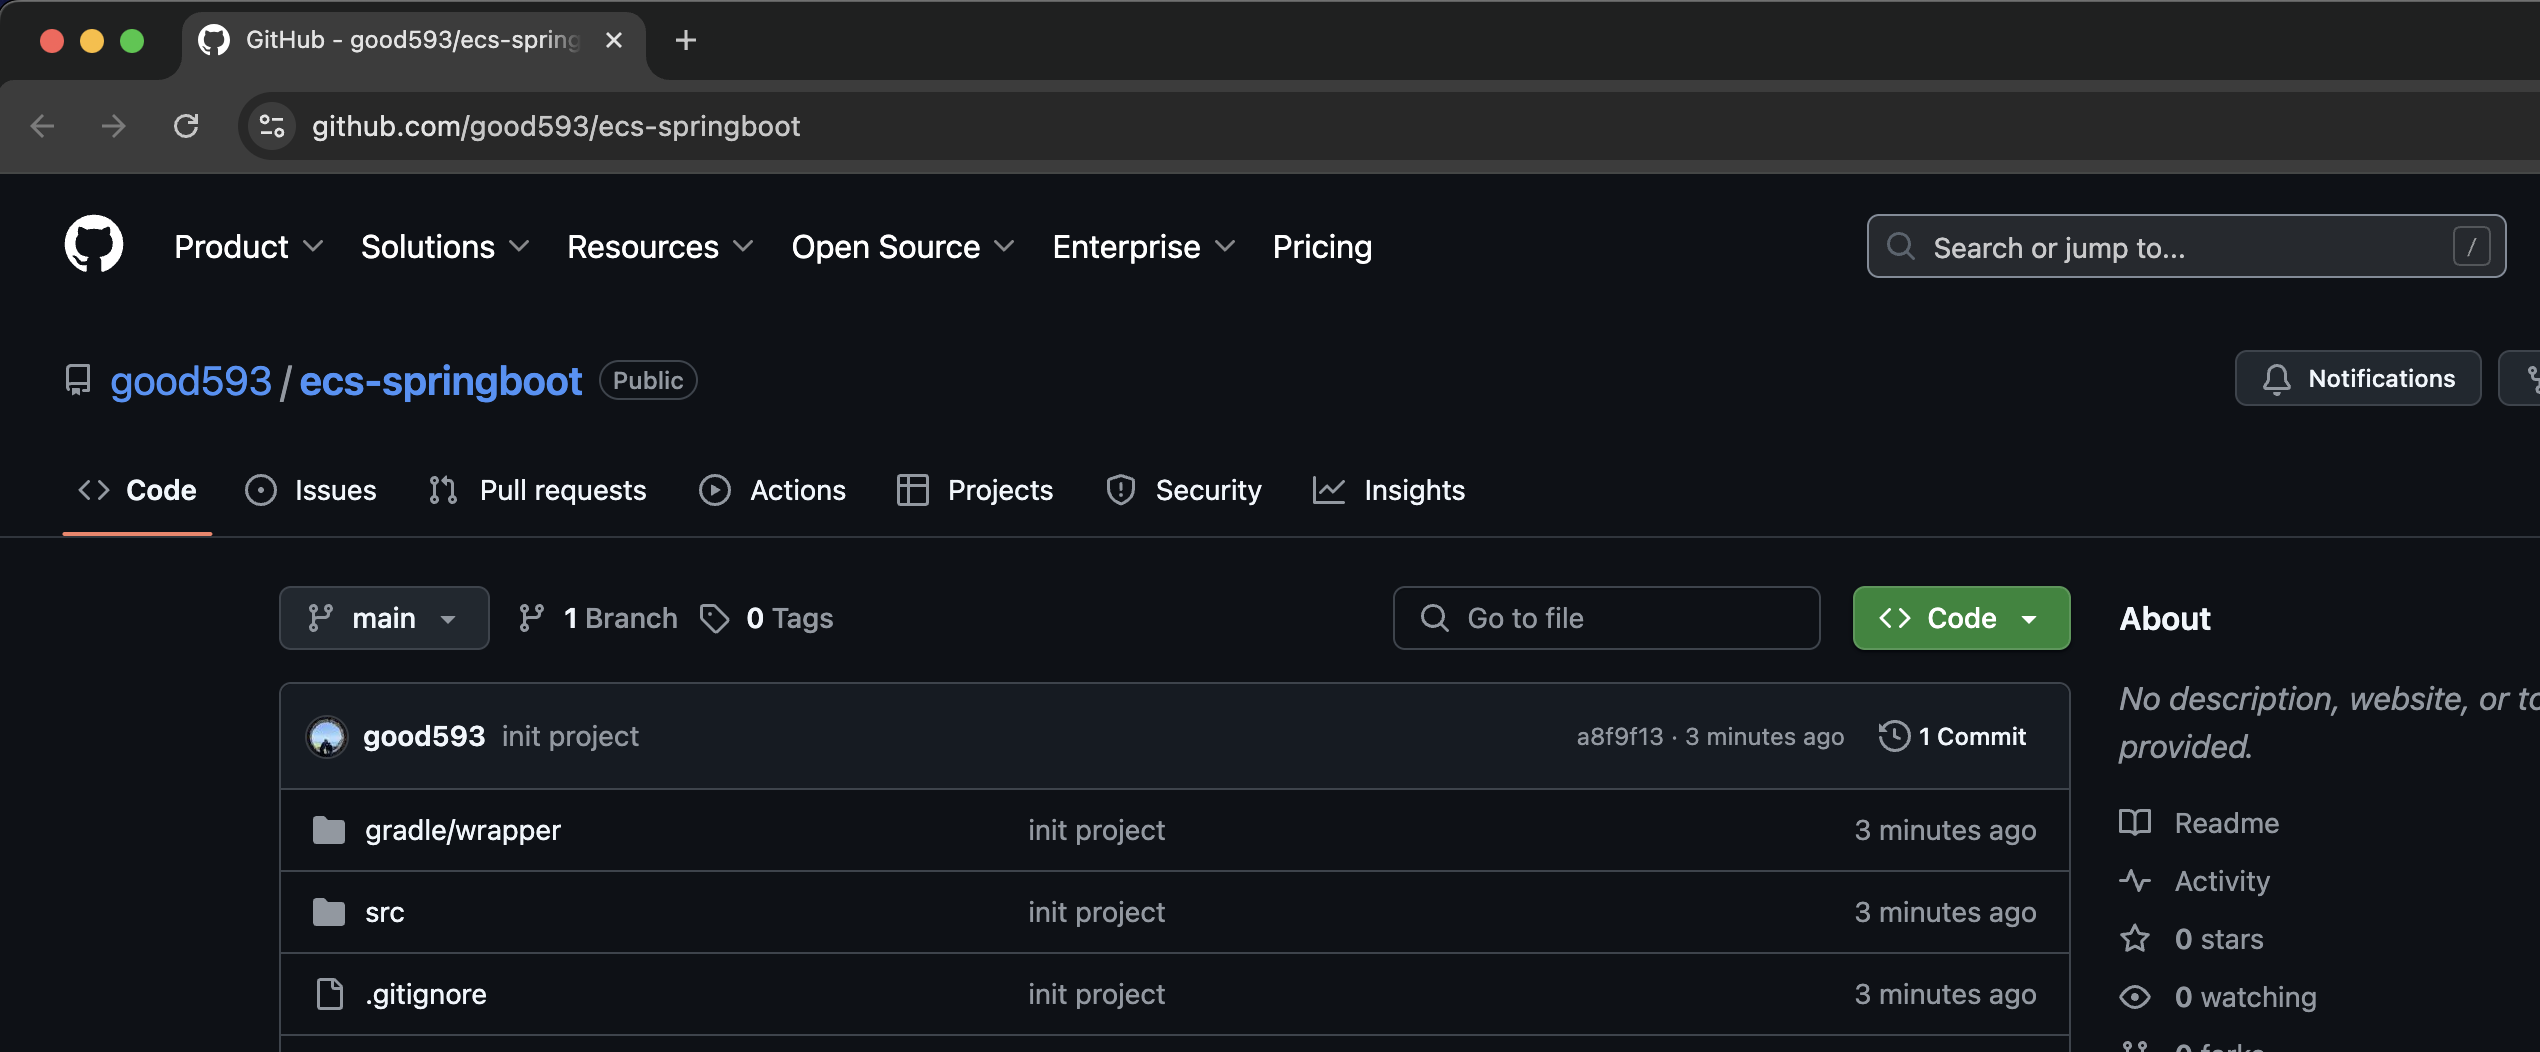 GitHub - good593/ecs-spring
github.com/good593/ecs-springboot
Product Solutions Resources Open Source Enterprise Pricing
Search or jump to... /
good593 / ecs-springboot Public
Notifications
Code Issues Pull requests Actions Projects Security Insights
main 1 Branch 0 Tags
Go to file
Code
About
good593 init project a8f9f13 · 3 minutes ago 1 Commit
No description, website, or to
provided.
gradle/wrapper init project 3 minutes ago
Readme
Activity
src init project 3 minutes ago
0 stars
.gitignore init project 3 minutes ago
0 watching
0 forks